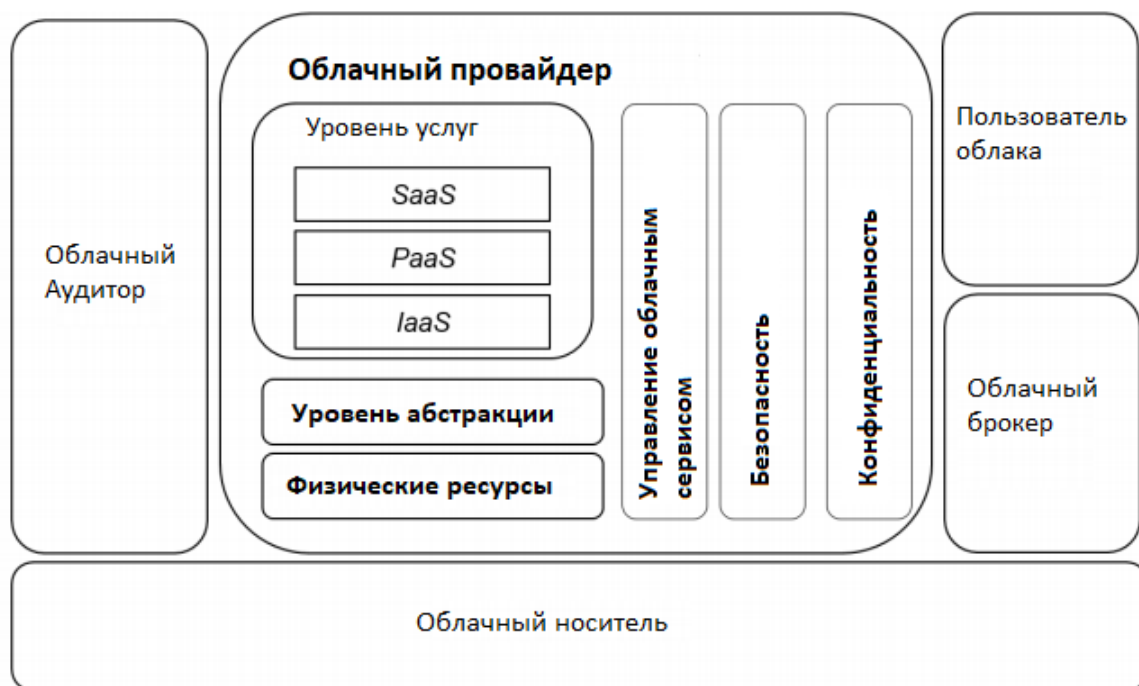 Облачный провайдер
Уровень услуг
SaaS
PaaS
IaaS
Уровень абстракции
Физические ресурсы
Управление облачным
сервисом
Безопасность
Конфиденциальность
Облачный
Аудитор
Пользователь
облака
Облачный
брокер
Облачный носитель